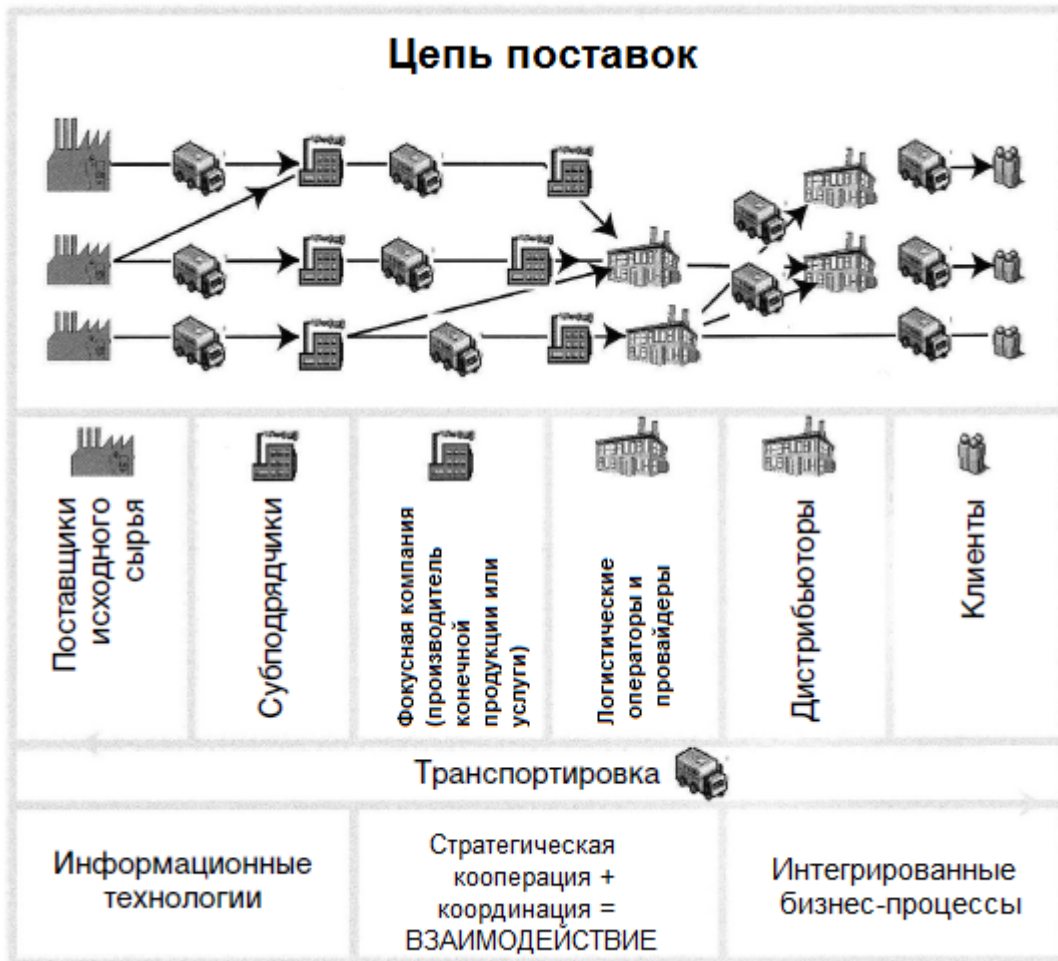 Цепь поставок
Поставщики
исходного
сырья
Субподрядчики
Фокусная компания
(производитель
конечной
продукции или
услуги)
Логистические
операторы и
провайдеры
Дистрибьюторы
Клиенты
Транспортировка
Информационные
технологии
Стратегическая
кооперация +
координация =
ВЗАИМОДЕЙСТВИЕ
Интегрированные
бизнес-процессы